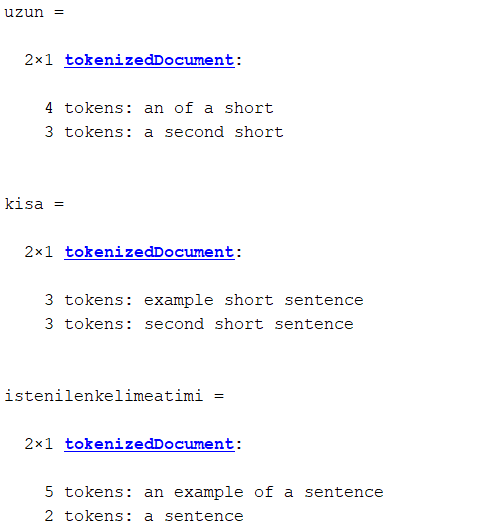 uzun =
2×1 tokenizedDocument:
4 tokens: an of a short
3 tokens: a second short
kisa =
2×1 tokenizedDocument:
3 tokens: example short sentence
3 tokens: second short sentence
istenilenkelimeatimi =
2×1 tokenizedDocument:
5 tokens: an example of a sentence
2 tokens: a sentence